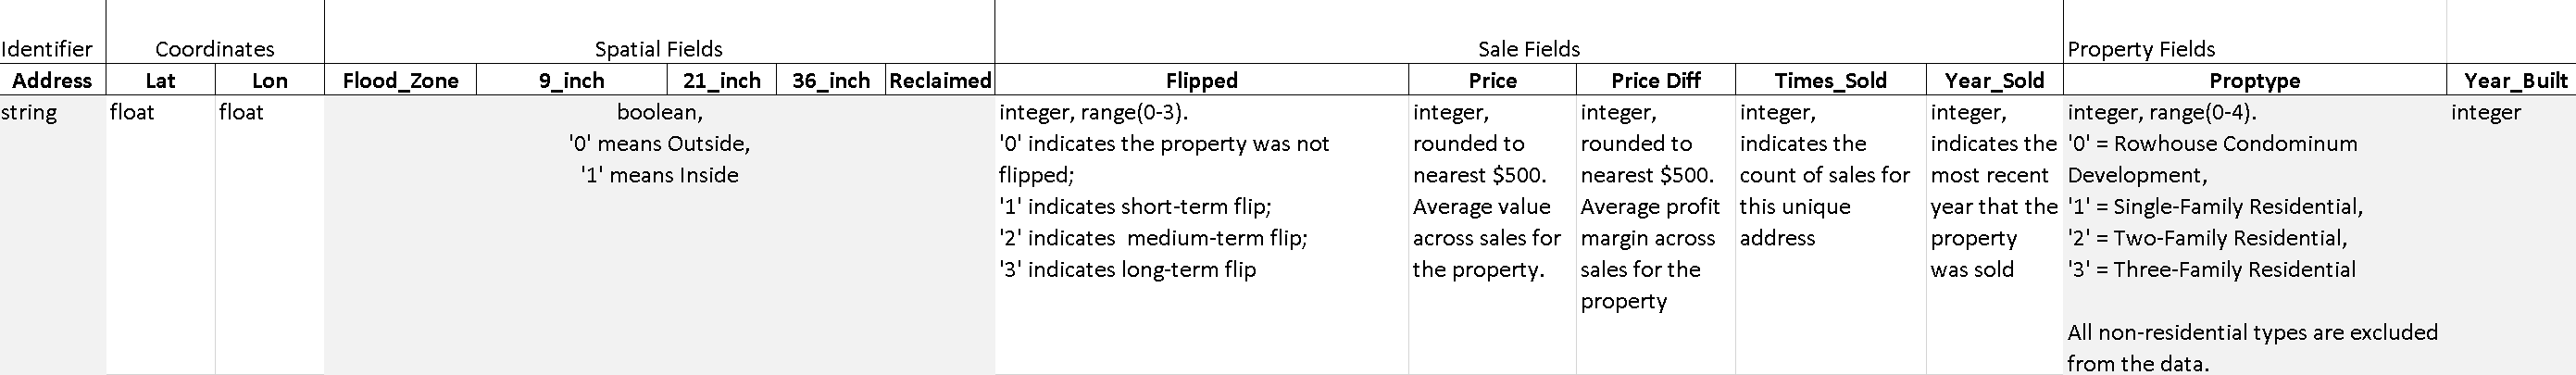 Identifier Coordinates Spatial Fields Sale Fields Property Fields
Address Lat Lon Flood_Zone 9_inch 21_inch 36_inch Reclaimed Flipped Price Price Diff Times_Sold Year_Sold Proptype Year_Built
string
float
float
boolean,
'0' means Outside,
'1' means Inside
integer, range(0-3).
'0' indicates the property was not
flipped;
'1' indicates short-term flip;
'2' indicates  medium-term flip;
'3' indicates long-term flip
integer,
rounded to
nearest $500.
Average value
across sales for
the property.
integer,
rounded to
nearest $500.
Average profit
margin across
sales for the
property
integer,
indicates the
count of sales for
this unique
address
integer,
indicates the
most recent
year that the
property
was sold
integer, range(0-4).
'0' = Rowhouse Condominum
Development,
'1' = Single-Family Residential,
'2' = Two-Family Residential,
'3' = Three-Family Residential
All non-residential types are excluded
from the data.
integer